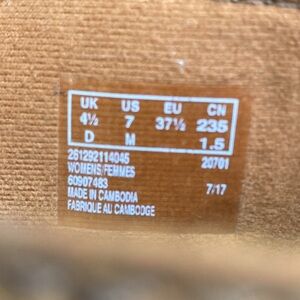 UK US EU CN
4½ 7 37½ 235
D M 1.5
261292114045 20701
WOMENS/FEMMES
60907483 7/17
MADE IN CAMBODIA
FABRIQUE AU CAMBODGE